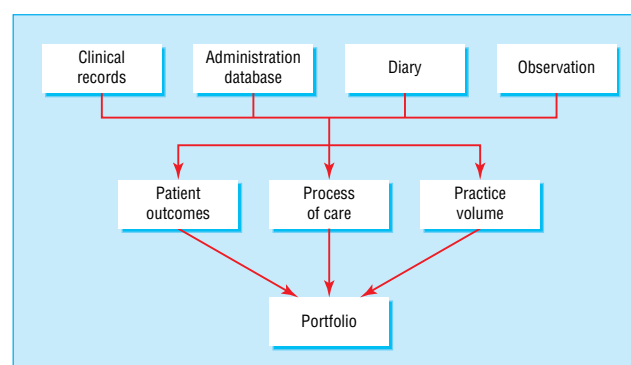 Clinical
records
Administration
database
Diary
Observation
Patient
outcomes
Process
of care
Practice
volume
Portfolio